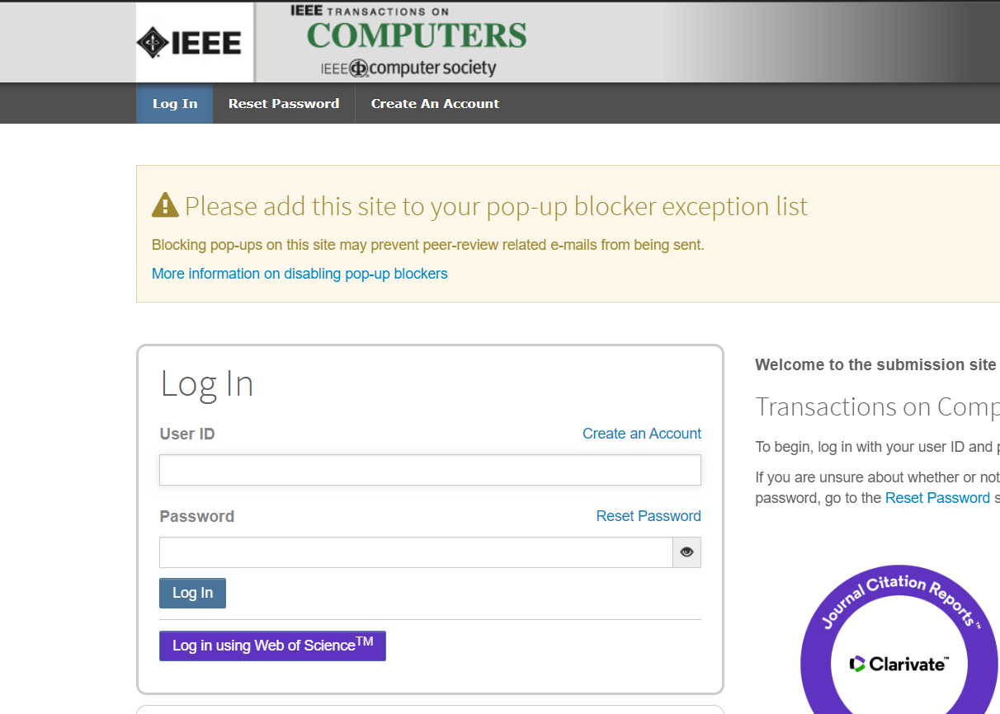 IEEE
IEEE TRANSACTIONS ON
COMPUTERS
IEEE computer society
Log In
Reset Password
Create An Account
Please add this site to your pop-up blocker exception list
Blocking pop-ups on this site may prevent peer-review related e-mails from being sent.
More information on disabling pop-up blockers
Log In
User ID
Create an Account
Password
Reset Password
Log In
Log in using Web of Science™
Welcome to the submission site
Transactions on Comp
To begin, log in with your user ID and p
If you are unsure about whether or not
password, go to the Reset Password s
Journal Citation Reports™
Clarivate™